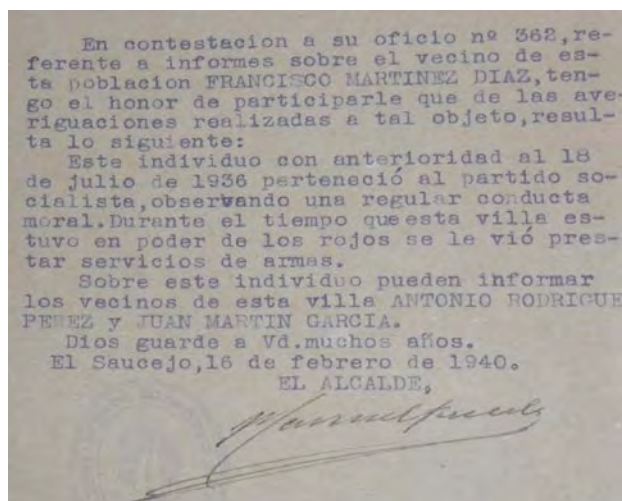 En contestacion a su oficio nº 362,re-
ferente a informes sobre el vecino de es-
ta poblacion FRANCISCO MARTINEZ DIAZ,ten-
go el honor de participarle que de las ave-
riguaciones realizadas a tal objeto,resul-
ta lo siguiente:
Este individuo con anterioridad al 18
de julio de 1936 perteneció al partido so-
cialista,observando una regular conducta
moral.Durante el tiempo que esta villa es-
tuvo en poder de los rojos se le vió pres-
tar servicios de armas.
Sobre este individuo pueden informar
los vecinos de esta villa ANTONIO RODRIGUE
PEREZ y JUAN MARTIN GARCIA.
Dios guarde a Vd.muchos años.
El Saucejo,16 de febrero de 1940.
EL ALCALDE,